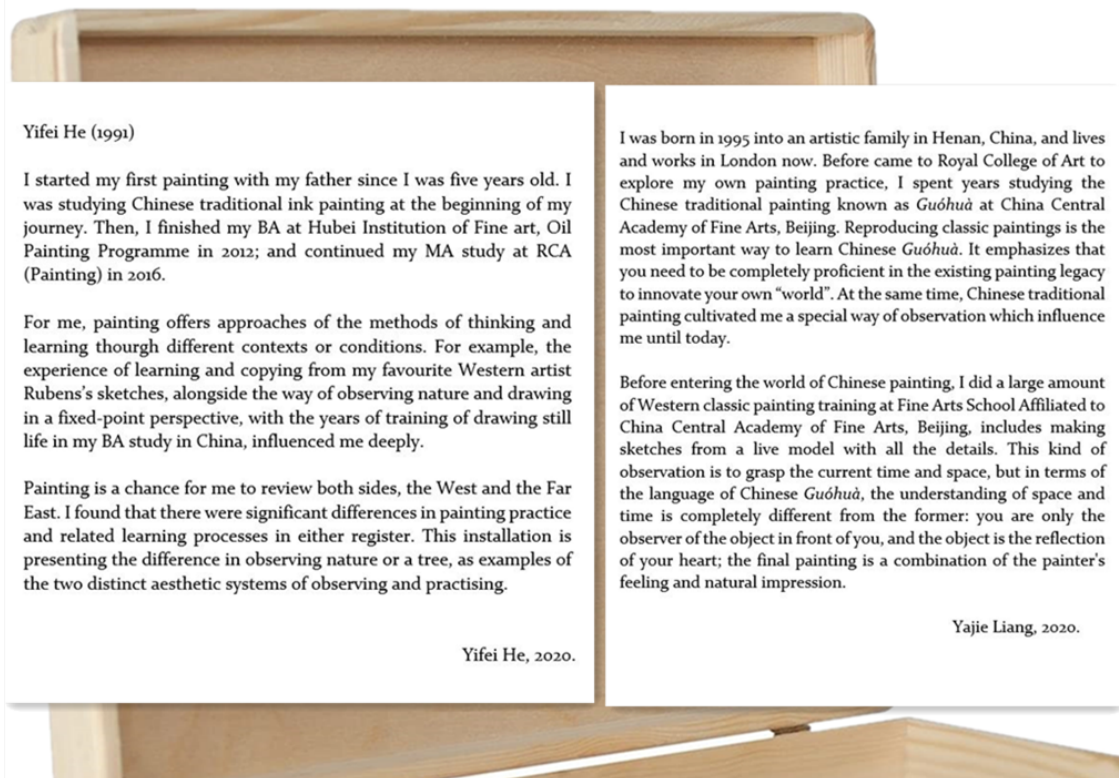 Yifei He (1991)
I started my first painting with my father since I was five years old. I
was studying Chinese traditional ink painting at the beginning of my
journey. Then, I finished my BA at Hubei Institution of Fine art, Oil
Painting Programme in 2012; and continued my MA study at RCA
(Painting) in 2016.
For me, painting offers approaches of the methods of thinking and
learning thourgh different contexts or conditions. For example, the
experience of learning and copying from my favourite Western artist
Rubens's sketches, alongside the way of observing nature and drawing
in a fixed-point perspective, with the years of training of drawing still
life in my BA study in China, influenced me deeply.
Painting is a chance for me to review both sides, the West and the Far
East. I found that there were significant differences in painting practice
and related learning processes in either register. This installation is
presenting the difference in observing nature or a tree, as examples of
the two distinct aesthetic systems of observing and practising.
Yifei He, 2020.
I was born in 1995 into an artistic family in Henan, China, and lives
and works in London now. Before came to Royal College of Art to
explore my own painting practice, I spent years studying the
Chinese traditional painting known as Guóhuà at China Central
Academy of Fine Arts, Beijing. Reproducing classic paintings is the
most important way to learn Chinese Guóhuà. It emphasizes that
you need to be completely proficient in the existing painting legacy
to innovate your own “world”. At the same time, Chinese traditional
painting cultivated me a special way of observation which influence
me until today.
Before entering the world of Chinese painting, I did a large amount
of Western classic painting training at Fine Arts School Affiliated to
China Central Academy of Fine Arts, Beijing, includes making
sketches from a live model with all the details. This kind of
observation is to grasp the current time and space, but in terms of
the language of Chinese Guóhuà, the understanding of space and
time is completely different from the former: you are only the
observer of the object in front of you, and the object is the reflection
of your heart; the final painting is a combination of the painter's
feeling and natural impression.
Yajie Liang, 2020.